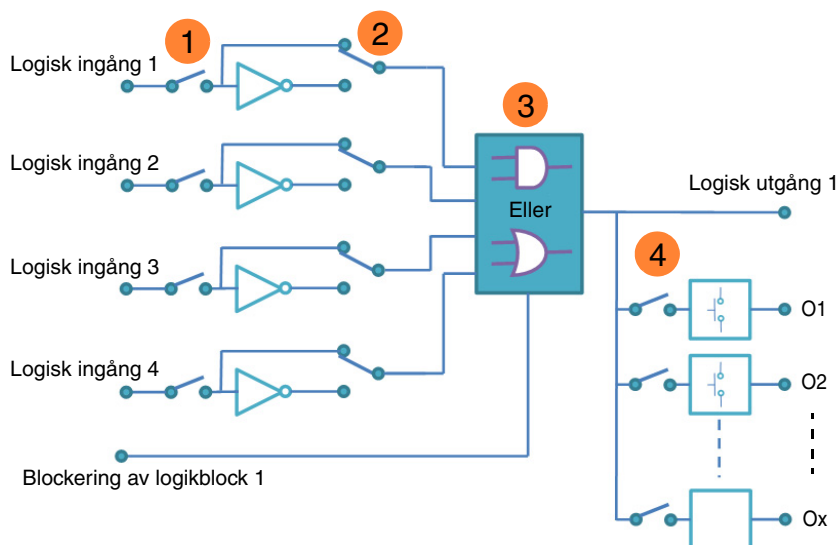 1
2
Logisk ingång 1
3
Logisk ingång 2
Logisk utgång 1
Eller
4
Logisk ingång 3
O1
Logisk ingång 4
O2
Blockering av logikblock 1
Ox